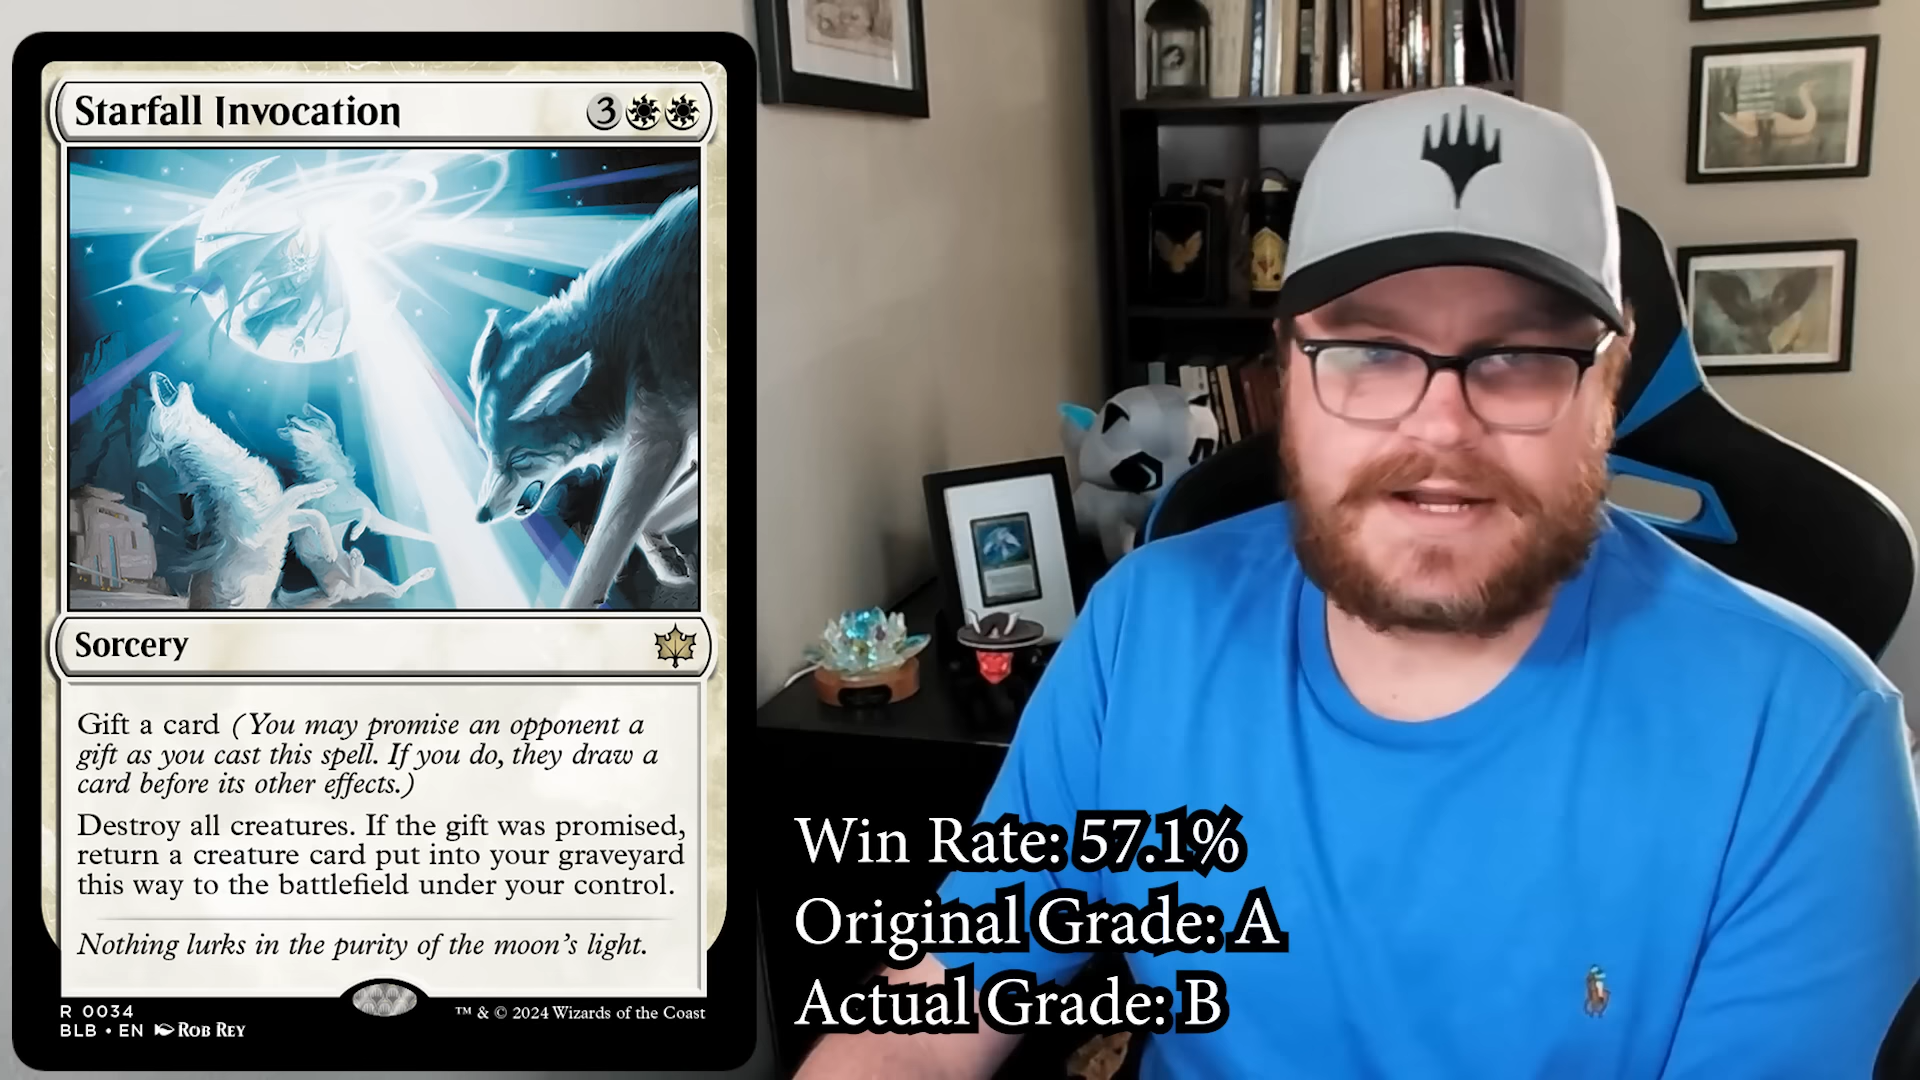 Starfall Invocation 3
Sorcery
Gift a card (You may promise an opponent a
gift as you cast this spell. If you do, they draw a
card before its other effects.)
Destroy all creatures. If the gift was promised,
return a creature card put into your graveyard
this way to the battlefield under your control.
Nothing lurks in the purity of the moon's light.
R 0034
BLB • EN Rob Rey
™ & © 2024 Wizards of the Coast
Win Rate: 57.1%
Original Grade: A
Actual Grade: B